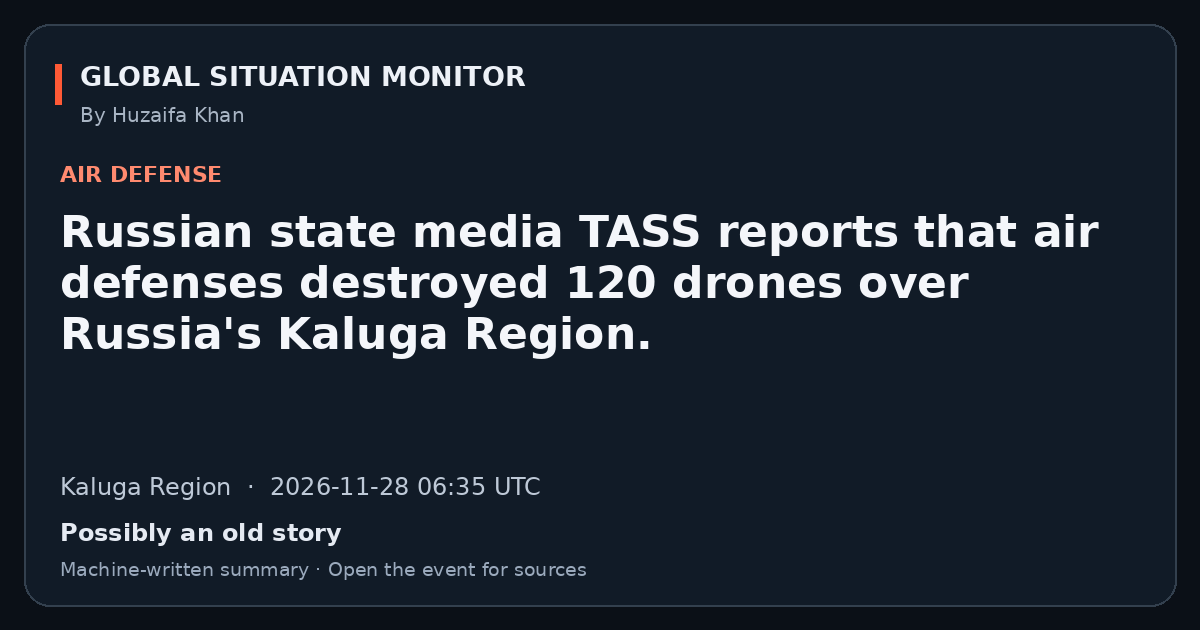 GLOBAL SITUATION MONITOR
By Huzaifa Khan
AIR DEFENSE
Russian state media TASS reports that air
defenses destroyed 120 drones over
Russia's Kaluga Region.
Kaluga Region · 2026-11-28 06:35 UTC
Possibly an old story
Machine-written summary · Open the event for sources